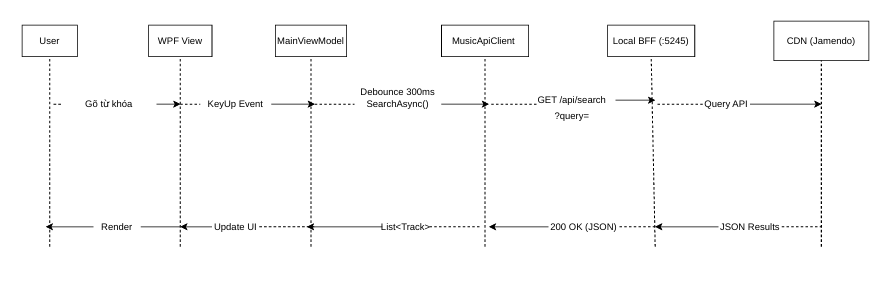 User
WPF View
MainViewModel
MusicApiClient
Local BFF (:5245)
CDN (Jamendo)
Gõ từ khóa
KeyUp Event
Debounce 300ms
SearchAsync()
GET /api/search
?query=
Query API
Render
Update UI
List<Track>
200 OK (JSON)
JSON Results